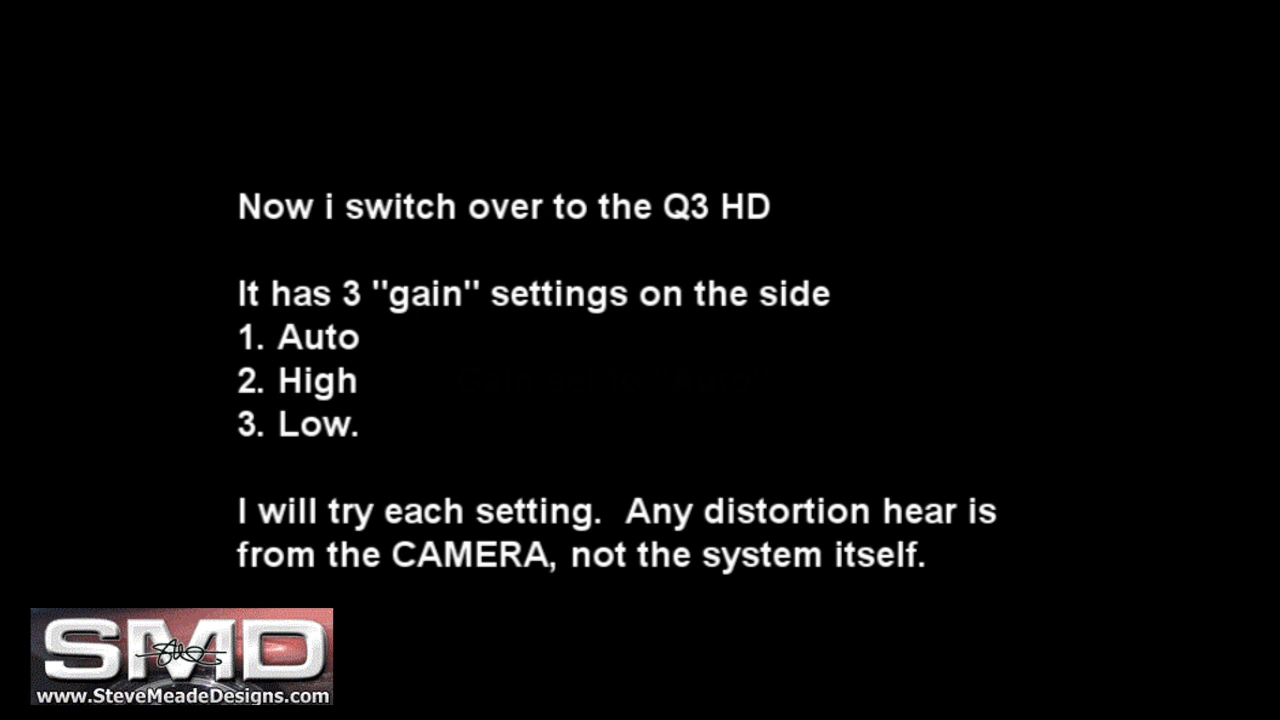 Now i switch over to the Q3 HD
It has 3 "gain" settings on the side
1. Auto
2. High
3. Low.
I will try each setting.  Any distortion hear is
from the CAMERA, not the system itself.
SMD
www.SteveMeadeDesigns.com